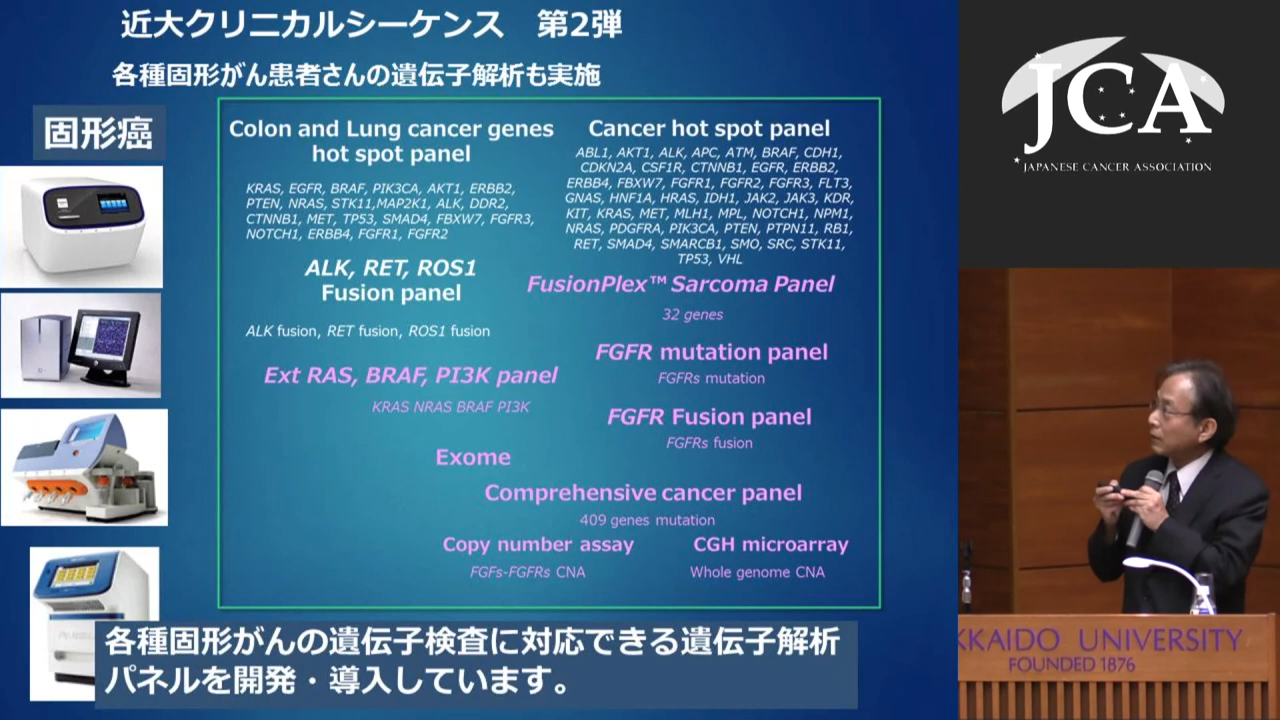 近大クリニカルシーケンス 第2弾
各種固形がん患者さんの遺伝子解析も実施
固形癌
Colon and Lung cancer genes
hot spot panel
KRAS, EGFR, BRAF, PIK3CA, AKT1, ERBB2,
PTEN, NRAS, STK11,MAP2K1, ALK, DDR2,
CTNNB1, MET, TP53, SMAD4, FBXW7, FGFR3,
NOTCH1, ERBB4, FGFR1, FGFR2
ALK, RET, ROS1
Fusion panel
ALK fusion, RET fusion, ROS1 fusion
Ext RAS, BRAF, PI3K panel
KRAS NRAS BRAF PI3K
Cancer hot spot panel
ABL1, AKT1, ALK, APC, ATM, BRAF, CDH1,
CDKN2A, CSF1R, CTNNB1, EGFR, ERBB2,
ERBB4, FBXW7, FGFR1, FGFR2, FGFR3, FLT3,
GNAS, HNF1A, HRAS, IDH1, JAK2, JAK3, KDR,
KIT, KRAS, MET, MLH1, MPL, NOTCH1, NPM1,
NRAS, PDGFRA, PIK3CA, PTEN, PTPN11, RB1,
RET, SMAD4, SMARCB1, SMO, SRC, STK11,
TP53, VHL
FusionPlex™ Sarcoma Panel
32 genes
FGFR mutation panel
FGFRs mutation
FGFR Fusion panel
FGFRs fusion
Exome
Comprehensive cancer panel
409 genes mutation
Copy number assay
FGFs-FGFRs CNA
CGH microarray
Whole genome CNA
各種固形がんの遺伝子検査に対応できる遺伝子解析
パネルを開発・導入しています。
JCA
JAPANESE CANCER ASSOCIATION
KKAIDO UNIVERSITY
FOUNDED 1876